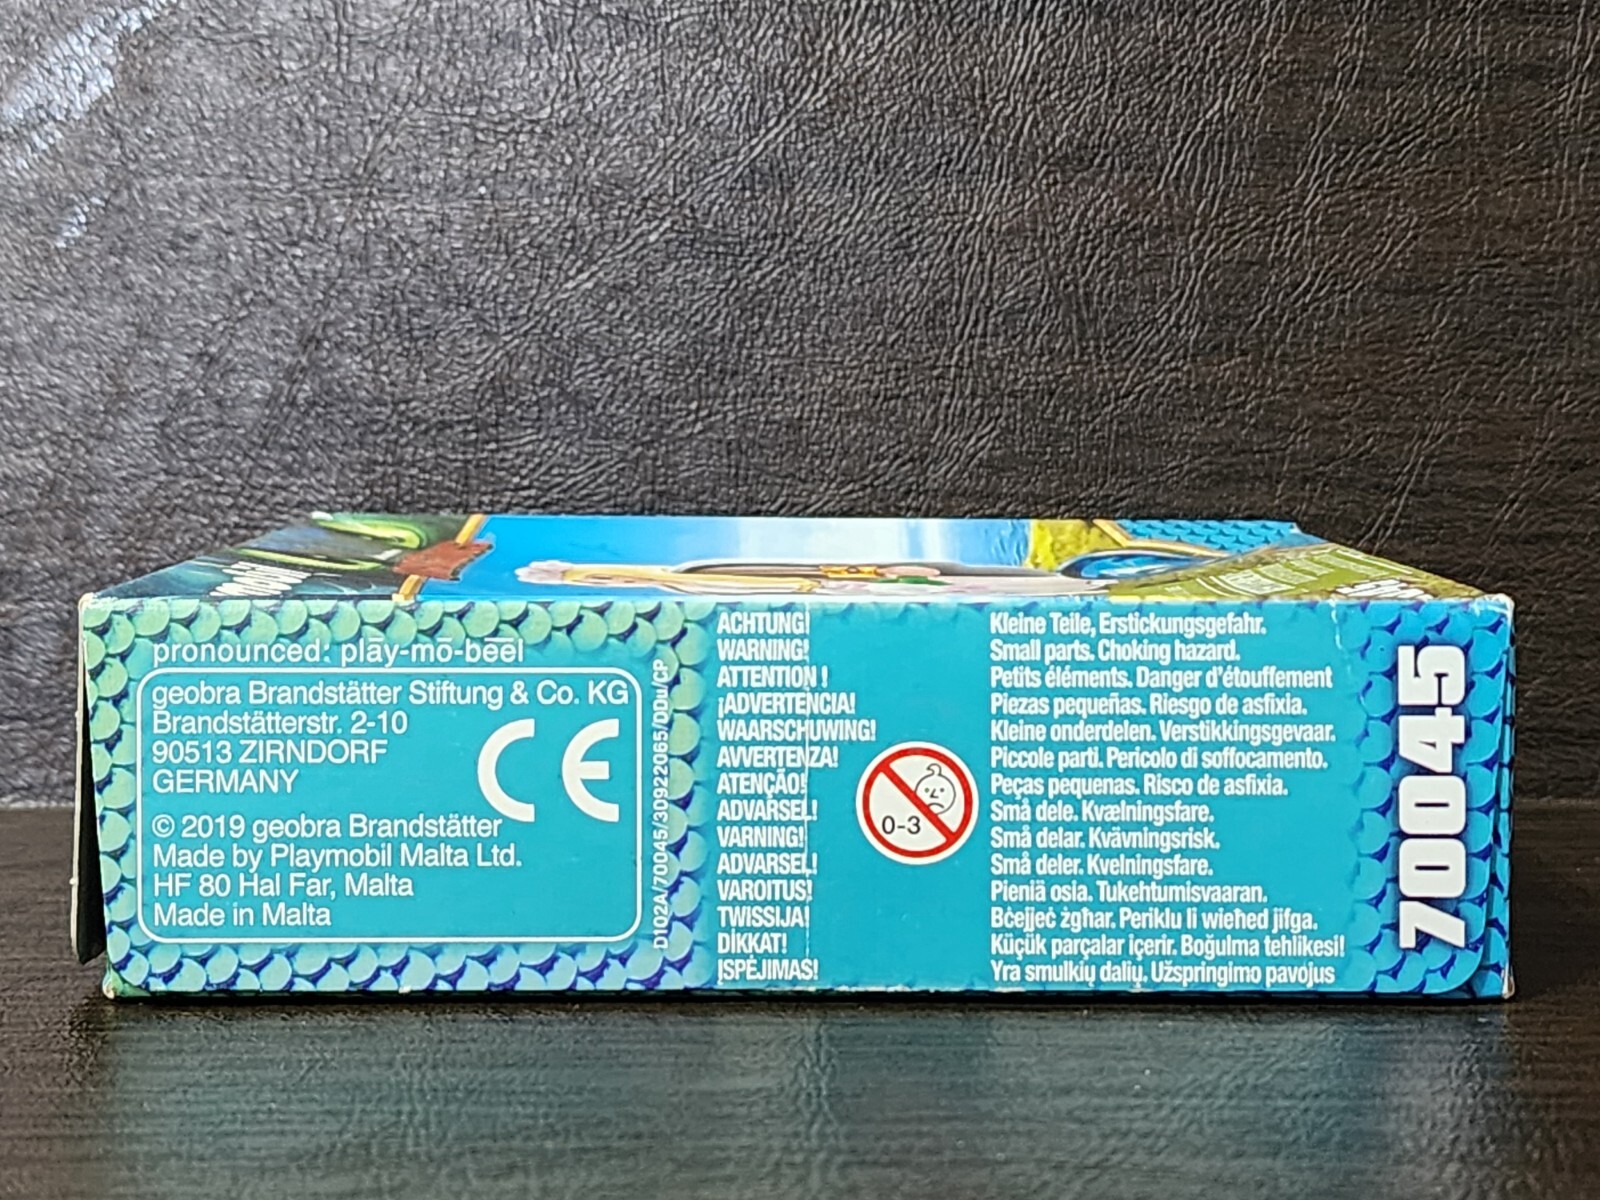 mobil
pronounced: plāy-mō-bēēl
geobra Brandstätter Stiftung & Co. KG
Brandstätterstr. 2-10
90513 ZIRNDORF
GERMANY
CE
© 2019 geobra Brandstätter
Made by Playmobil Malta Ltd.
HF 80 Hal Far, Malta
Made in Malta
D102A/70045/30922065/DDu/CP
ACHTUNG! Kleine Teile, Erstickungsgefahr.
WARNING! Small parts. Choking hazard.
ATTENTION ! Petits éléments. Danger d'étouffement
¡ADVERTENCIA! Piezas pequeñas. Riesgo de asfixia.
WAARSCHUWING! Kleine onderdelen. Verstikkingsgevaar.
AVVERTENZA! Piccole parti. Pericolo di soffocamento.
ATENÇÃO! Peças pequenas. Risco de asfixia.
ADVARSEL! Små dele. Kvælningsfare.
VARNING! Små delar. Kvävningsrisk.
ADVARSEL! Små deler. Kvelningsfare.
VAROITUS! Pieniä osia. Tukehtumisvaaran.
TWISSIJA! Bċejjeċ żgħar. Periklu li wieħed jifga.
DİKKAT! Küçük parçalar içerir. Boğulma tehlikesi!
ĮSPĖJIMAS! Yra smulkių dalių. Užspringimo pavojus
0-3
70045